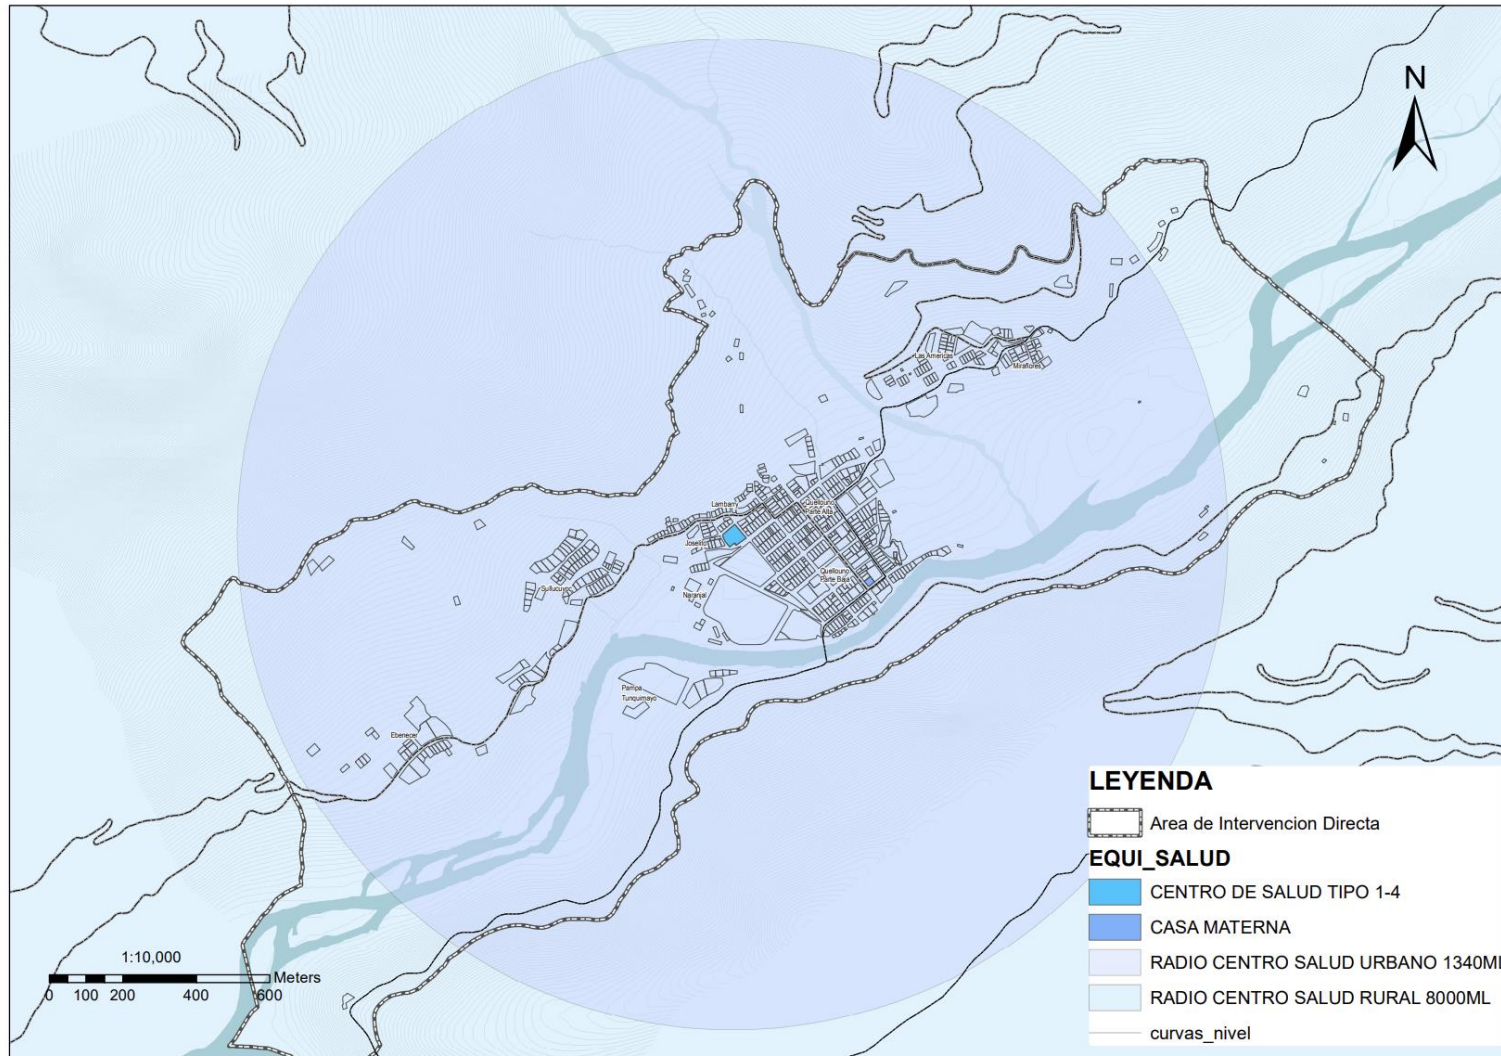 N
Las Americas
Miraflores
Lambarry
Quellouno
Parte Alta
Joselito
Quellouno
Parte Baja
Sullucuyoc
Naranjal
Pampa
Tunquimayo
Ebenecer
LEYENDA
Area de Intervencion Directa
EQUI_SALUD
CENTRO DE SALUD TIPO 1-4
CASA MATERNA
RADIO CENTRO SALUD URBANO 1340ML
RADIO CENTRO SALUD RURAL 8000ML
curvas_nivel
1:10,000
Meters
0 100 200 400 600